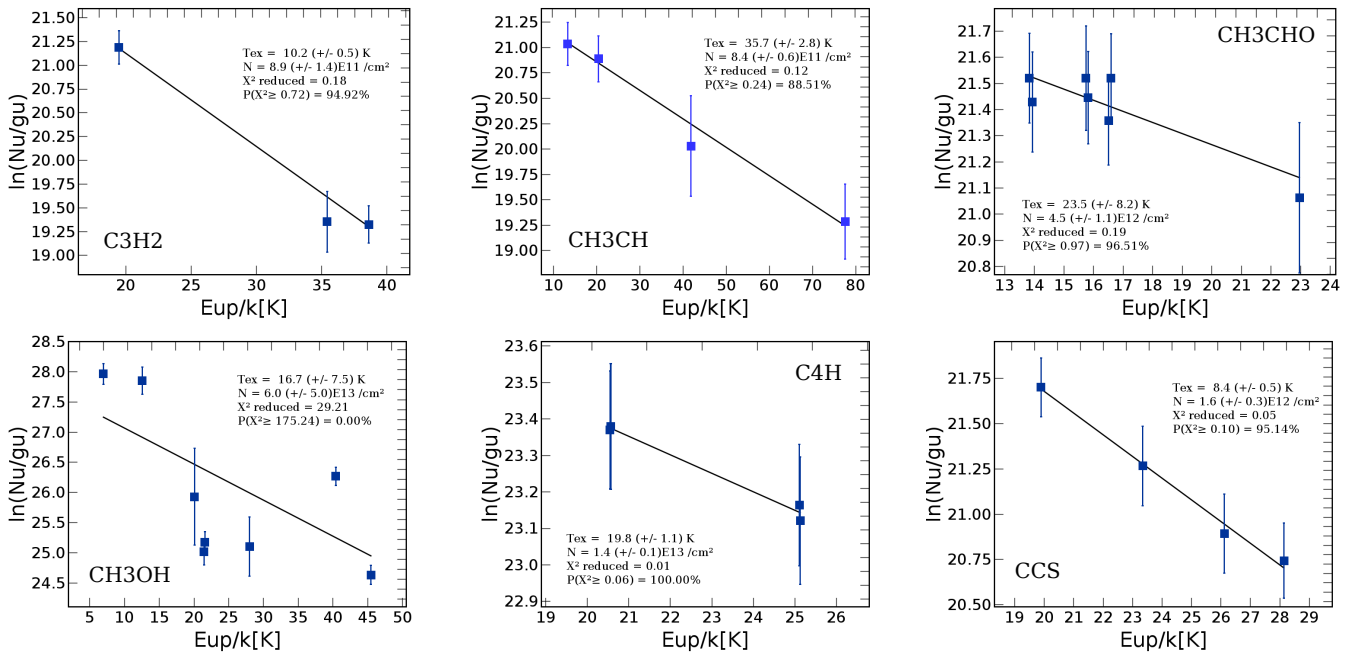 21.50
21.25
21.00
20.75
20.50
20.25
20.00
19.75
19.50
19.25
19.00
ln(Nu/gu)
Tex =  10.2 (+/- 0.5) K
N = 8.9 (+/- 1.4)E11 /cm²
X² reduced = 0.18
P(X²≥ 0.72) = 94.92%
C3H2
20 25 30 35 40
Eup/k[K]
21.25
21.00
20.75
20.50
20.25
20.00
19.75
19.50
19.25
19.00
ln(Nu/gu)
Tex =  35.7 (+/- 2.8) K
N = 8.4 (+/- 0.6)E11 /cm²
X² reduced = 0.12
P(X²≥ 0.24) = 88.51%
CH3CH
10 20 30 40 50 60 70 80
Eup/k[K]
21.7
21.6
21.5
21.4
21.3
21.2
21.1
21.0
20.9
20.8
ln(Nu/gu)
CH3CHO
Tex =  23.5 (+/- 8.2) K
N = 4.5 (+/- 1.1)E12 /cm²
X² reduced = 0.19
P(X²≥ 0.97) = 96.51%
13 14 15 16 17 18 19 20 21 22 23 24
Eup/k[K]
28.5
28.0
27.5
27.0
26.5
26.0
25.5
25.0
24.5
ln(Nu/gu)
Tex =  16.7 (+/- 7.5) K
N = 6.0 (+/- 5.0)E13 /cm²
X² reduced = 29.21
P(X²≥ 175.24) = 0.00%
CH3OH
5 10 15 20 25 30 35 40 45 50
Eup/k[K]
23.6
23.5
23.4
23.3
23.2
23.1
23.0
22.9
ln(Nu/gu)
C4H
Tex =  19.8 (+/- 1.1) K
N = 1.4 (+/- 0.1)E13 /cm²
X² reduced = 0.01
P(X²≥ 0.06) = 100.00%
19 20 21 22 23 24 25 26
Eup/k[K]
21.75
21.50
21.25
21.00
20.75
20.50
ln(Nu/gu)
Tex =  8.4 (+/- 0.5) K
N = 1.6 (+/- 0.3)E12 /cm²
X² reduced = 0.05
P(X²≥ 0.10) = 95.14%
CCS
19 20 21 22 23 24 25 26 27 28 29
Eup/k[K]